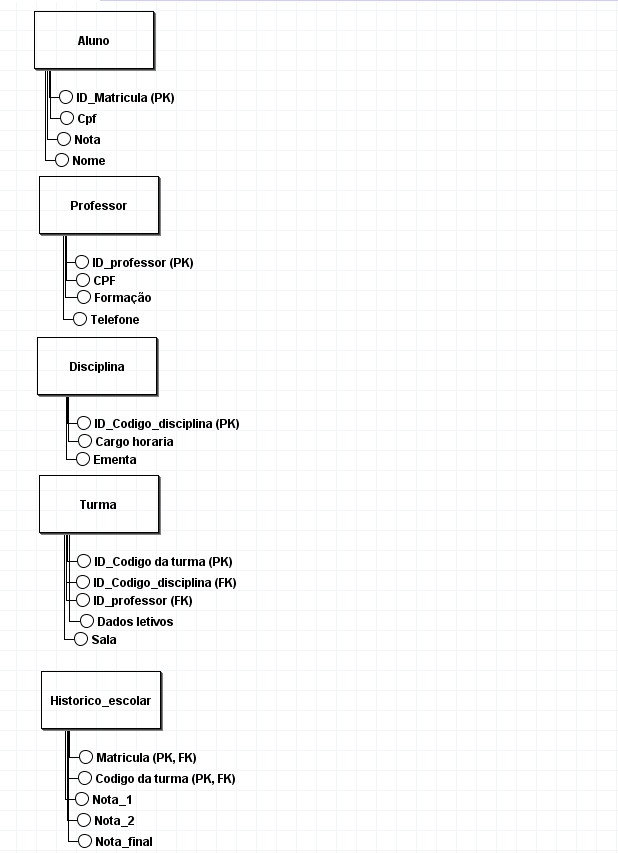 Aluno
ID_Matricula (PK)
Cpf
Nota
Nome
Professor
ID_professor (PK)
CPF
Formação
Telefone
Disciplina
ID_Codigo_disciplina (PK)
Cargo horaria
Ementa
Turma
ID_Codigo da turma (PK)
ID_Codigo_disciplina (FK)
ID_professor (FK)
Dados letivos
Sala
Historico_escolar
Matricula (PK, FK)
Codigo da turma (PK, FK)
Nota_1
Nota_2
Nota_final